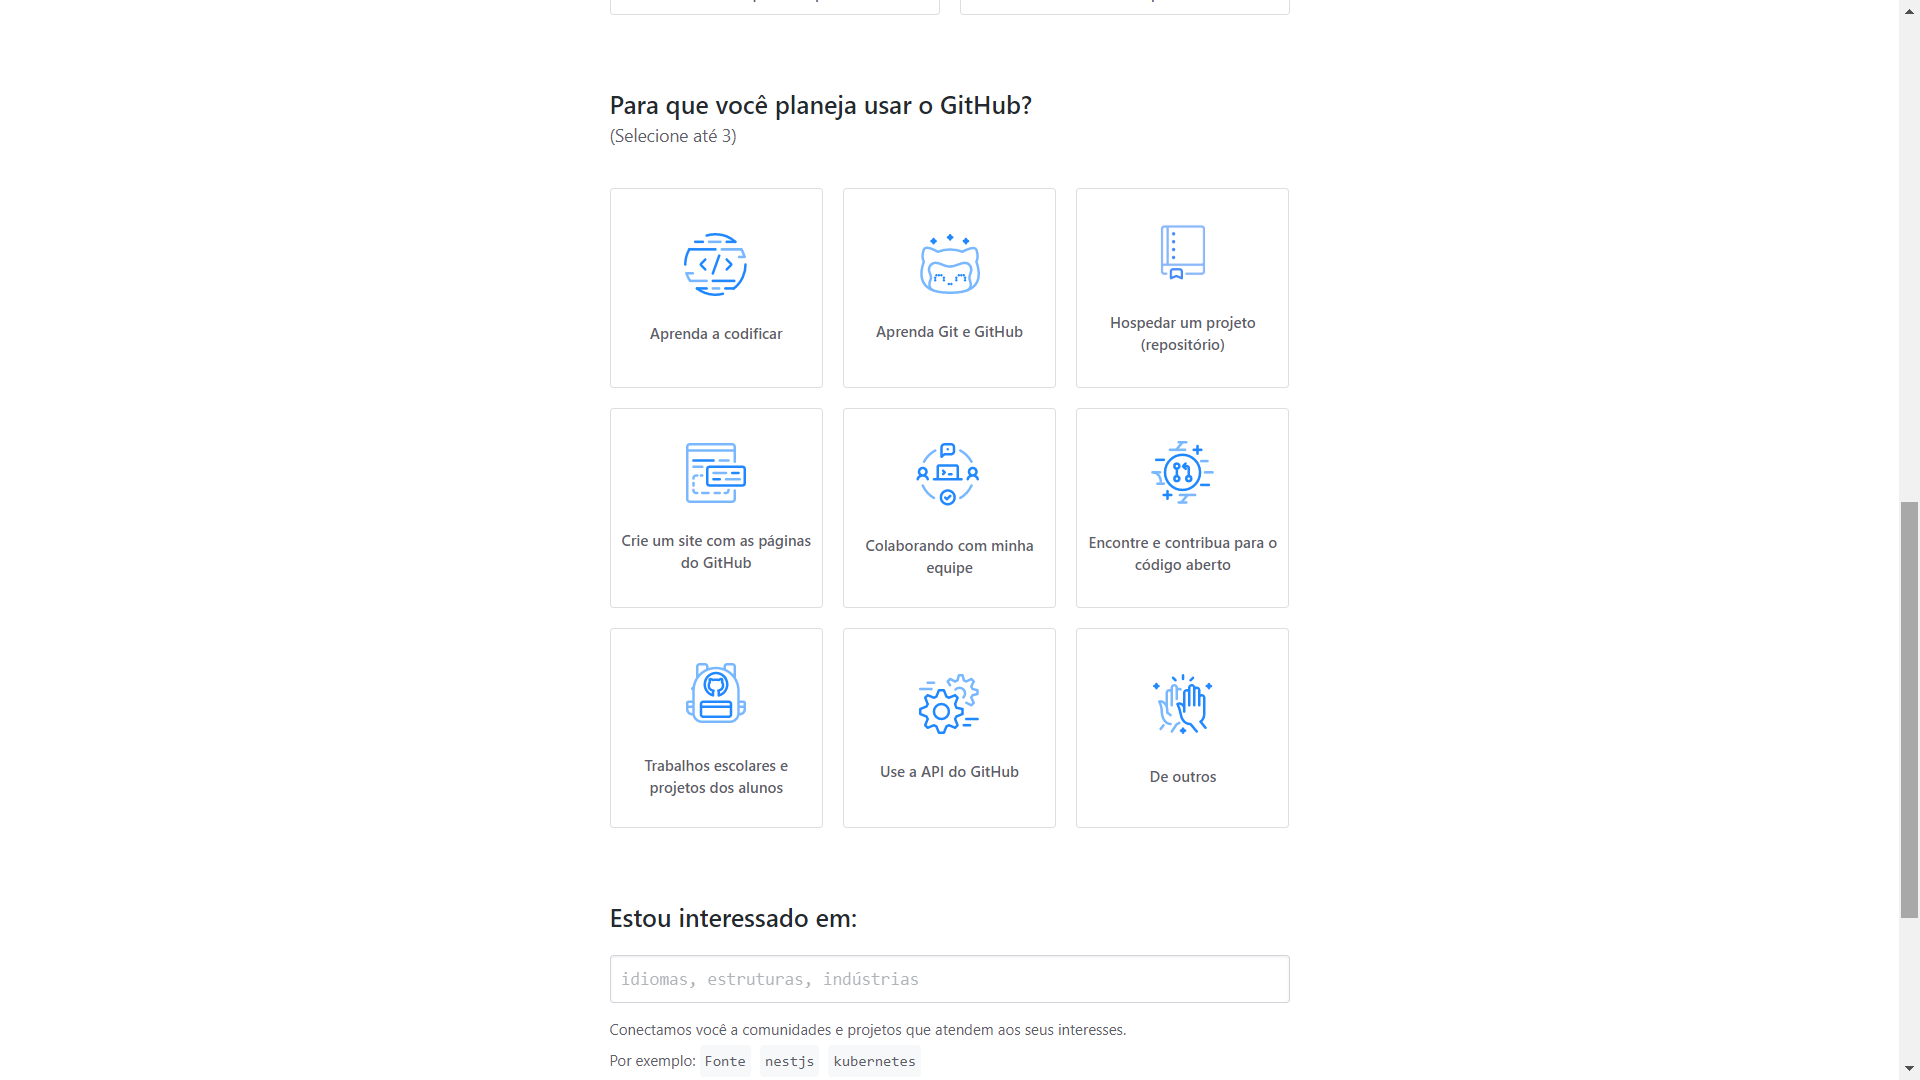 Para que você planeja usar o GitHub?
(Selecione até 3)
Aprenda a codificar
Aprenda Git e GitHub
Hospedar um projeto
(repositório)
Crie um site com as páginas
do GitHub
Colaborando com minha
equipe
Encontre e contribua para o
código aberto
Trabalhos escolares e
projetos dos alunos
Use a API do GitHub
De outros
Estou interessado em:
idiomas, estruturas, indústrias
Conectamos você a comunidades e projetos que atendem aos seus interesses.
Por exemplo: Fonte nestjs kubernetes